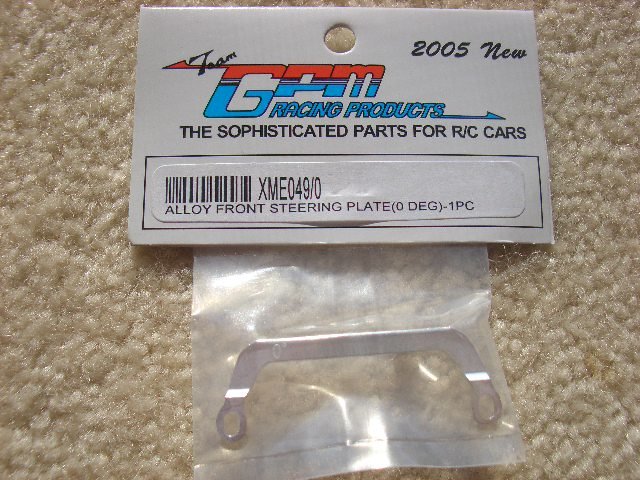 2005 New
Team
GPM
RACING PRODUCTS
THE SOPHISTICATED PARTS FOR R/C CARS
XME049/0
ALLOY FRONT STEERING PLATE(0 DEG)-1PC
0